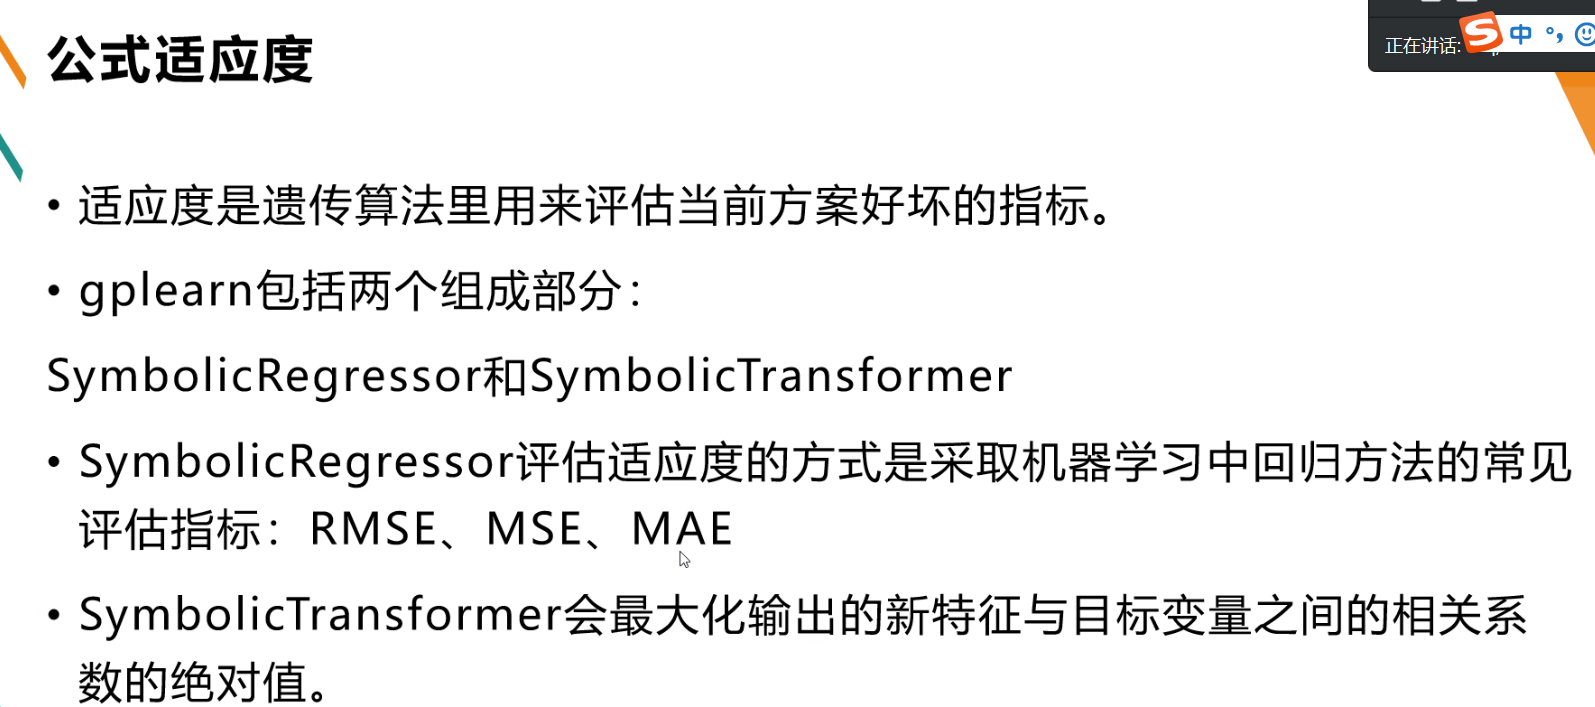 公式适应度
正在讲话:
中
• 适应度是遗传算法里用来评估当前方案好坏的指标。
• gplearn包括两个组成部分：
SymbolicRegressor和SymbolicTransformer
• SymbolicRegressor评估适应度的方式是采取机器学习中回归方法的常见
评估指标：RMSE、MSE、MAE
• SymbolicTransformer会最大化输出的新特征与目标变量之间的相关系
数的绝对值。